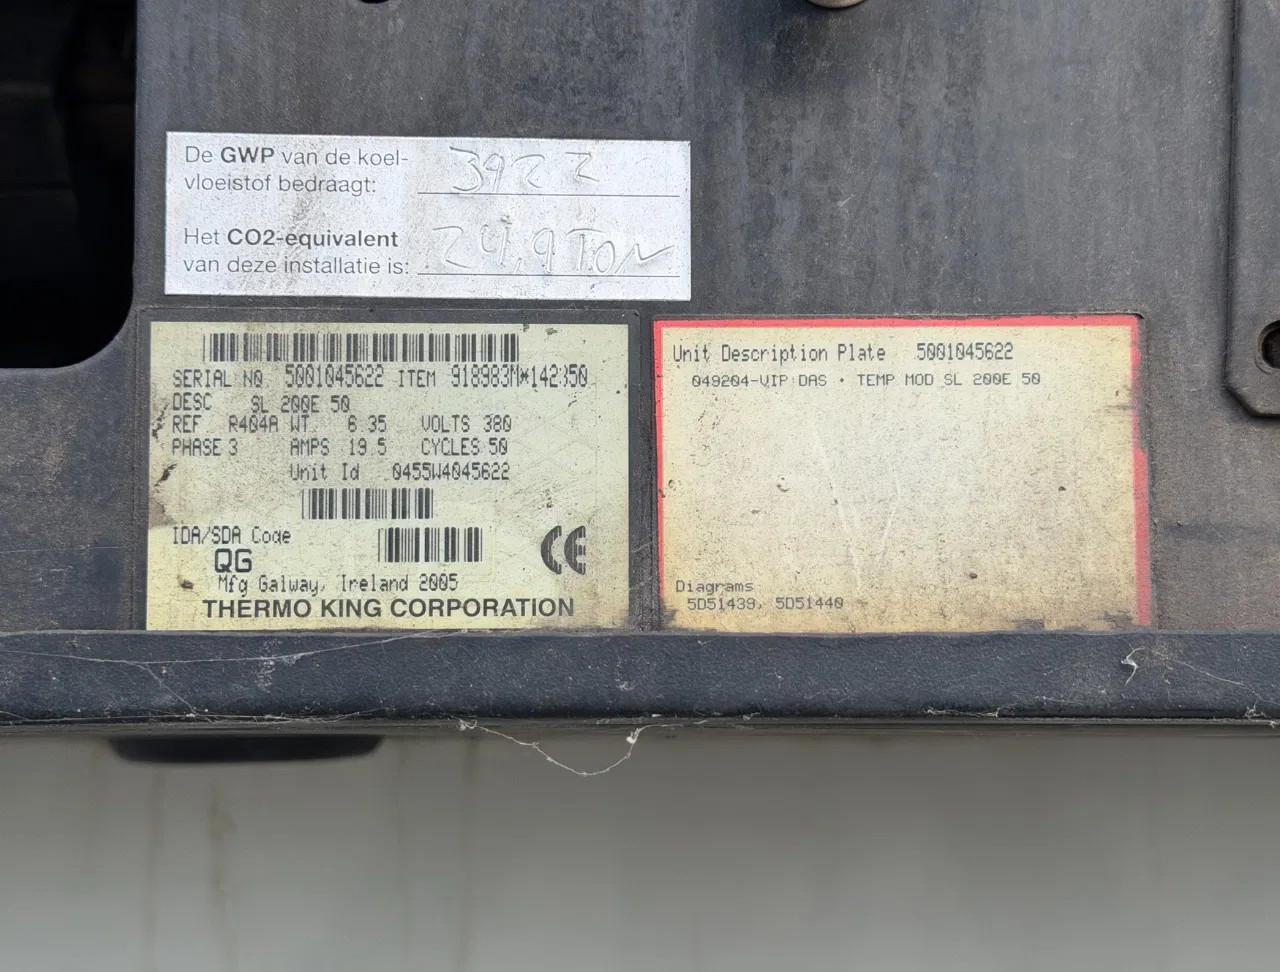 De GWP van de koel-
vloeistof bedraagt: 3922
Het CO2-equivalent
van deze installatie is: 24,9 TON
SERIAL NO. 5001045622 ITEM
DESC SL 200E 50
REF R404A WT. 6.35 VOLTS 380
PHASE 3 AMPS 19.5 CYCLES 50
Unit Id 0455W4045622
IDA/SDA Code
QG
Mfg Galway, Ireland 2005
THERMO KING CORPORATION
CE
Unit Description Plate 5001045622
049204-VIP DAS • TEMP MOD SL 200E 50
Diagrams
5D51439, 5D51440